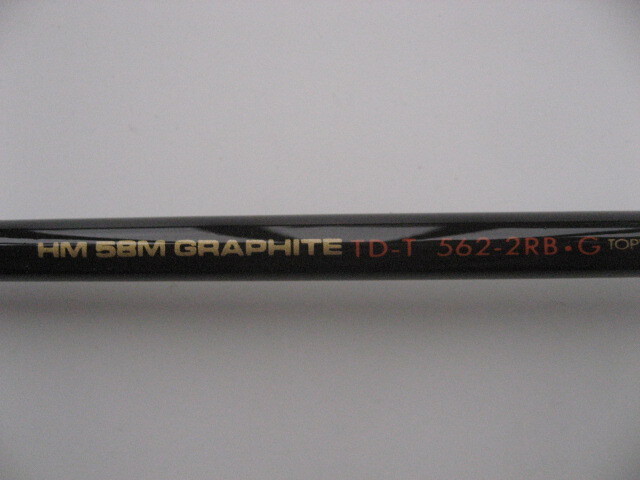 HM 58M GRAPHITE TD-T 562-2RB•G TOP